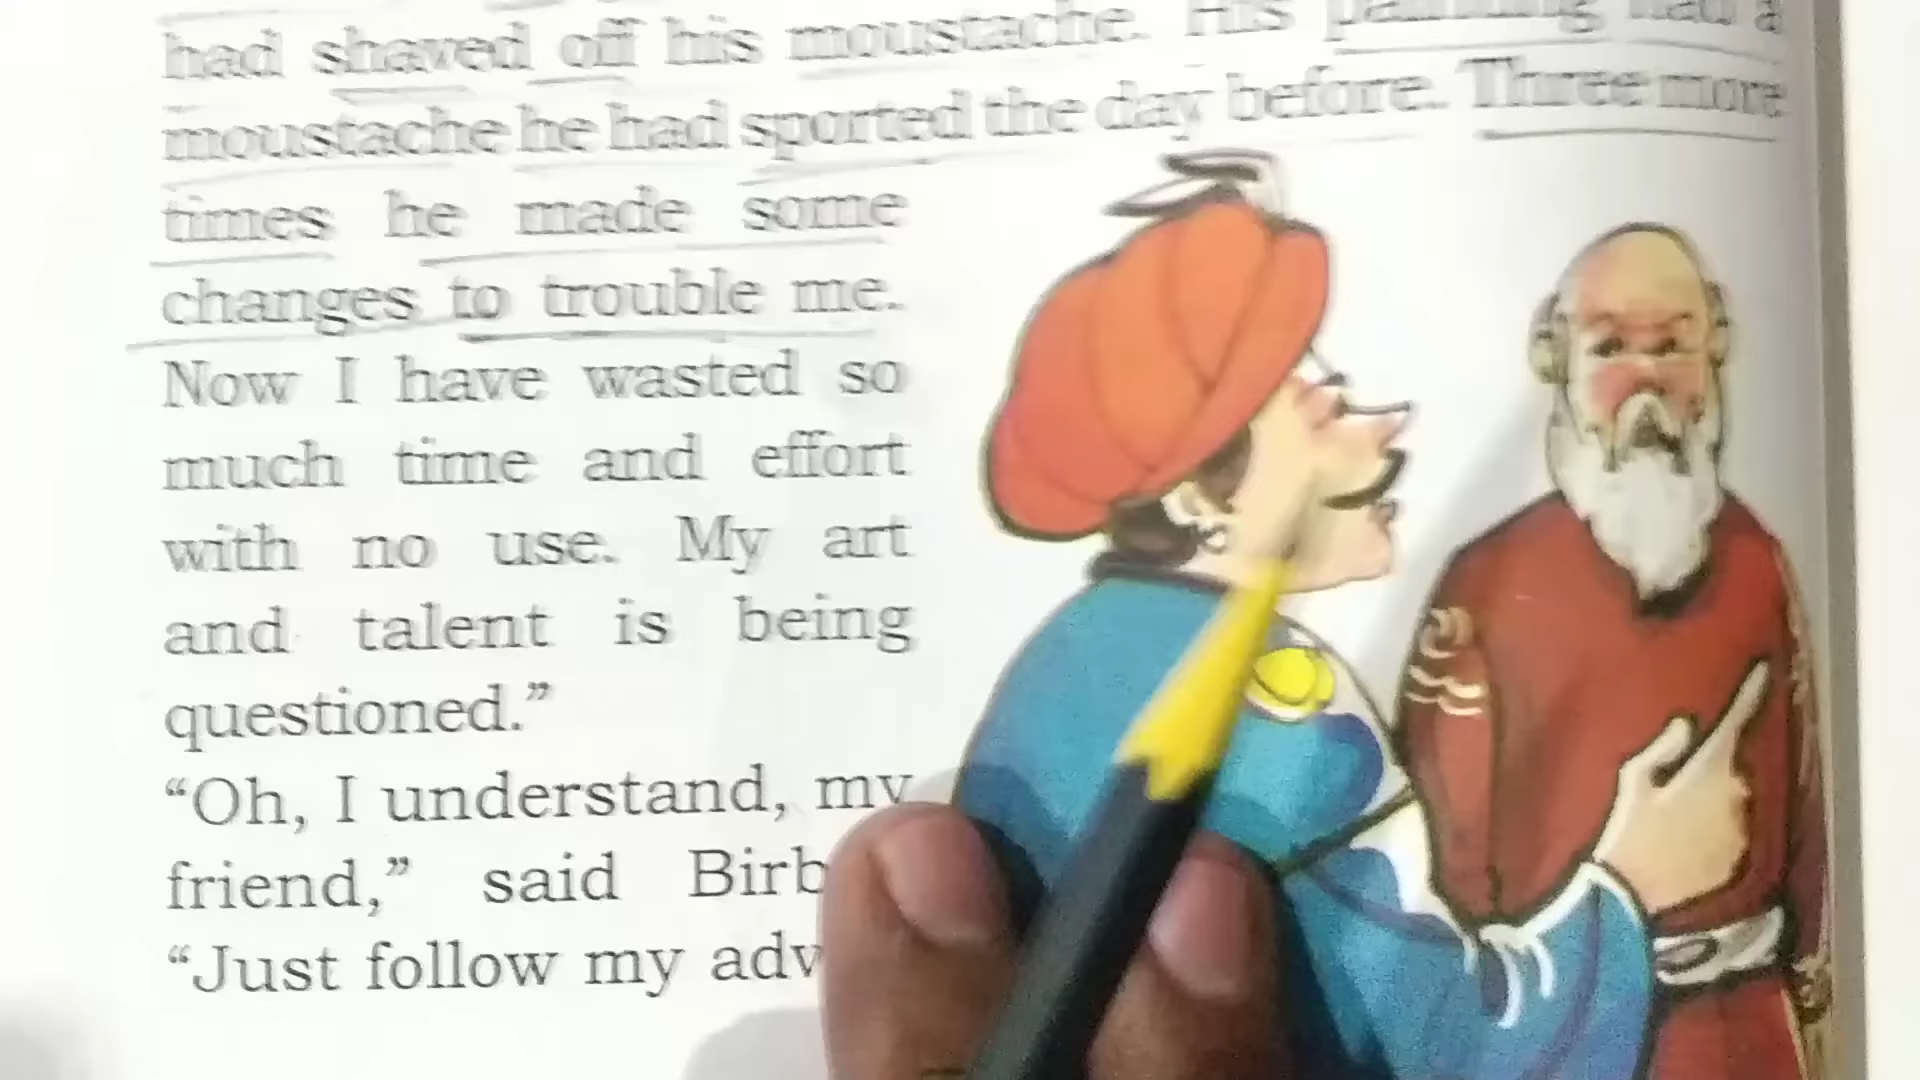 had shaved off his moustache. His painting had a
moustache he had sported the day before. Three more
times he made some
changes to trouble me.
Now I have wasted so
much time and effort
with no use. My art
and talent is being
questioned.”
“Oh, I understand, my
friend,” said Birb
“Just follow my adv